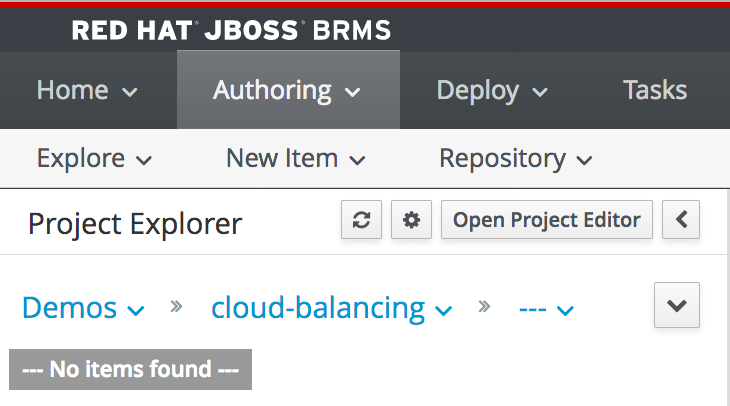 RED HAT® JBOSS® BRMS
Home Authoring Deploy Tasks
Explore New Item Repository
Project Explorer Open Project Editor
Demos » cloud-balancing » ---
--- No items found ---